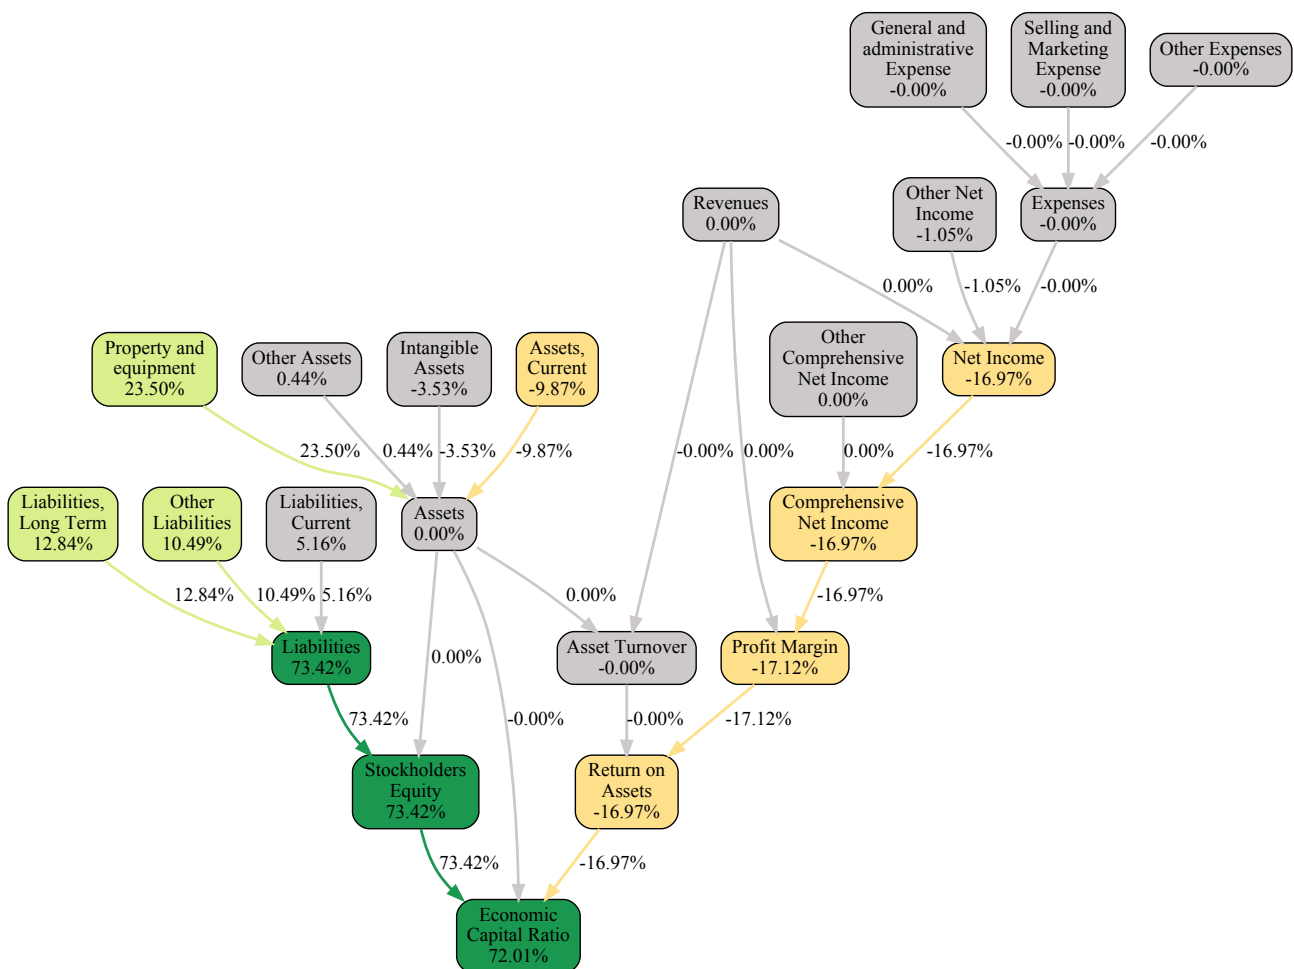 General and
administrative
Expense
-0.00%
Selling and
Marketing
Expense
-0.00%
Other Expenses
-0.00%
-0.00%
-0.00%
-0.00%
Revenues
0.00%
Other Net
Income
-1.05%
Expenses
-0.00%
0.00%
-1.05%
-0.00%
Property and
equipment
23.50%
Other Assets
0.44%
Intangible
Assets
-3.53%
Assets,
Current
-9.87%
Other
Comprehensive
Net Income
0.00%
Net Income
-16.97%
23.50%
0.44%
-3.53%
-9.87%
-0.00%
0.00%
0.00%
-16.97%
Liabilities,
Long Term
12.84%
Other
Liabilities
10.49%
Liabilities,
Current
5.16%
Assets
0.00%
Comprehensive
Net Income
-16.97%
12.84%
10.49%
5.16%
0.00%
-16.97%
Liabilities
73.42%
0.00%
Asset Turnover
-0.00%
Profit Margin
-17.12%
73.42%
-0.00%
-0.00%
-17.12%
Stockholders
Equity
73.42%
Return on
Assets
-16.97%
73.42%
-16.97%
Economic
Capital Ratio
72.01%